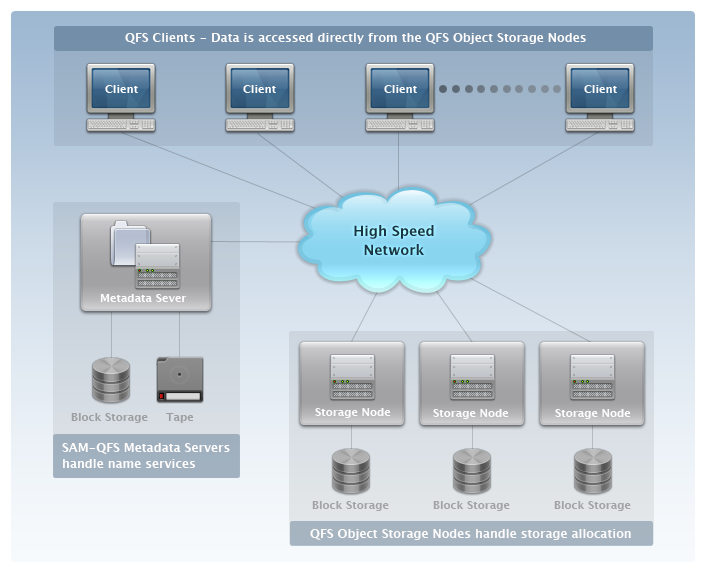 QFS Clients - Data is accessed directly from the QFS Object Storage Nodes
Client
Client
Client
Client
High Speed
Network
Metadata Sever
Block Storage
Tape
SAM-QFS Metadata Servers
handle name services
Storage Node
Storage Node
Storage Node
Block Storage
Block Storage
Block Storage
QFS Object Storage Nodes handle storage allocation